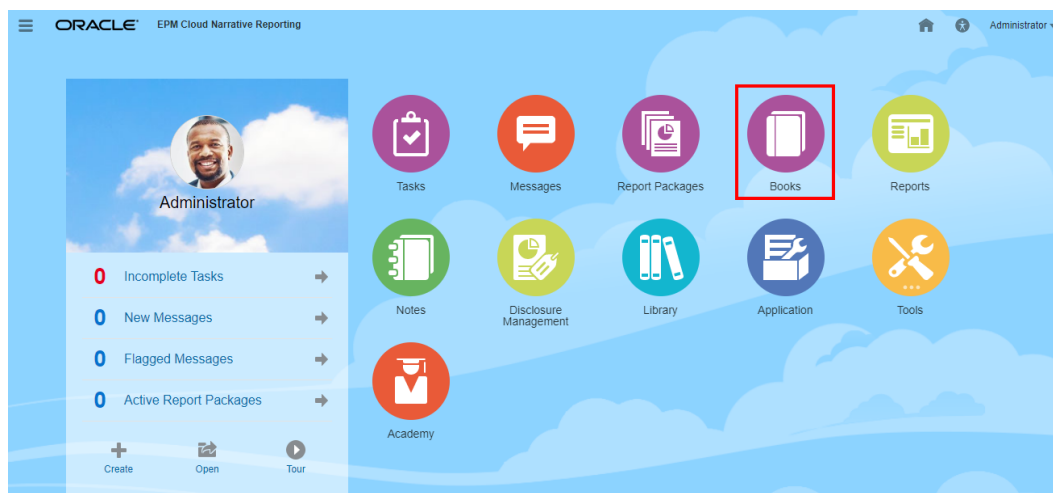 ORACLE® EPM Cloud Narrative Reporting Administrator
Administrator
0 Incomplete Tasks
0 New Messages
0 Flagged Messages
0 Active Report Packages
Create Open Tour
Tasks Messages Report Packages Books Reports
Notes Disclosure Library Application Tools
Management
Academy